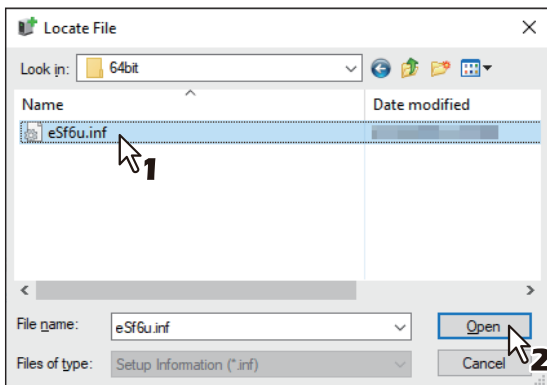 Locate File
Look in: 64bit
Name Date modified
eSf6u.inf
1
File name: eSf6u.inf Open
2
Files of type: Setup Information (*.inf) Cancel